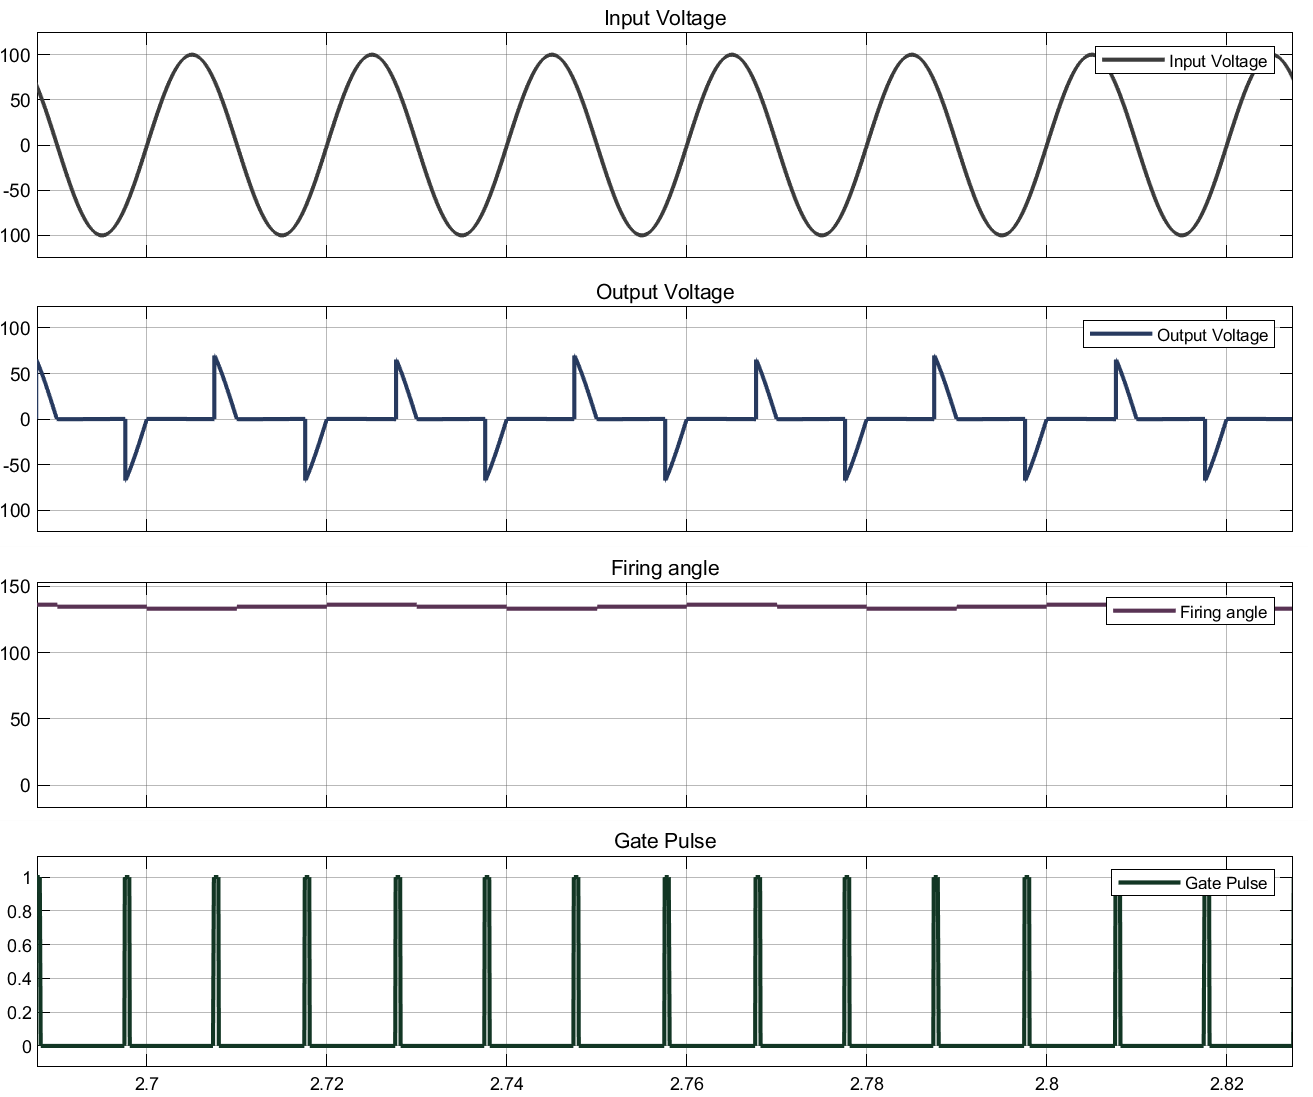 Input Voltage
100
50
0
-50
100
Input Voltage
Output Voltage
100
50
0
-50
100
Output Voltage
Firing angle
150
100
50
0
Firing angle
Gate Pulse
1
0.8
0.6
0.4
0.2
0
Gate Pulse
2.7 2.72 2.74 2.76 2.78 2.8 2.82